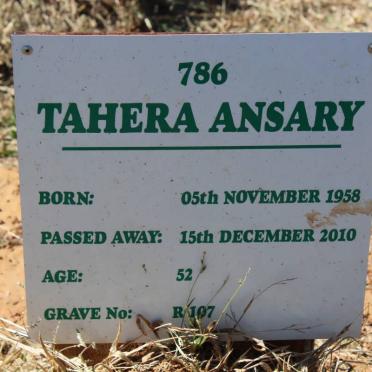 786
TAHERA ANSARY
BORN: 05th NOVEMBER 1958
PASSED AWAY: 15th DECEMBER 2010
AGE: 52
GRAVE No: R 107